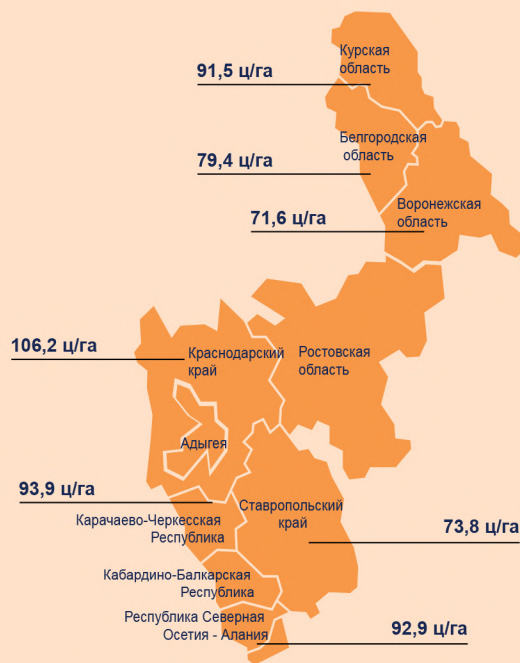 Курская
область
91,5 ц/га
Белгородская
область
79,4 ц/га
Воронежская
область
71,6 ц/га
106,2 ц/га
Краснодарский
край
Ростовская
область
Адыгея
93,9 ц/га
Ставропольский
край
Карачаево-Черкесская
Республика
73,8 ц/га
Кабардино-Балкарская
Республика
Республика Северная
Осетия - Алания
92,9 ц/га